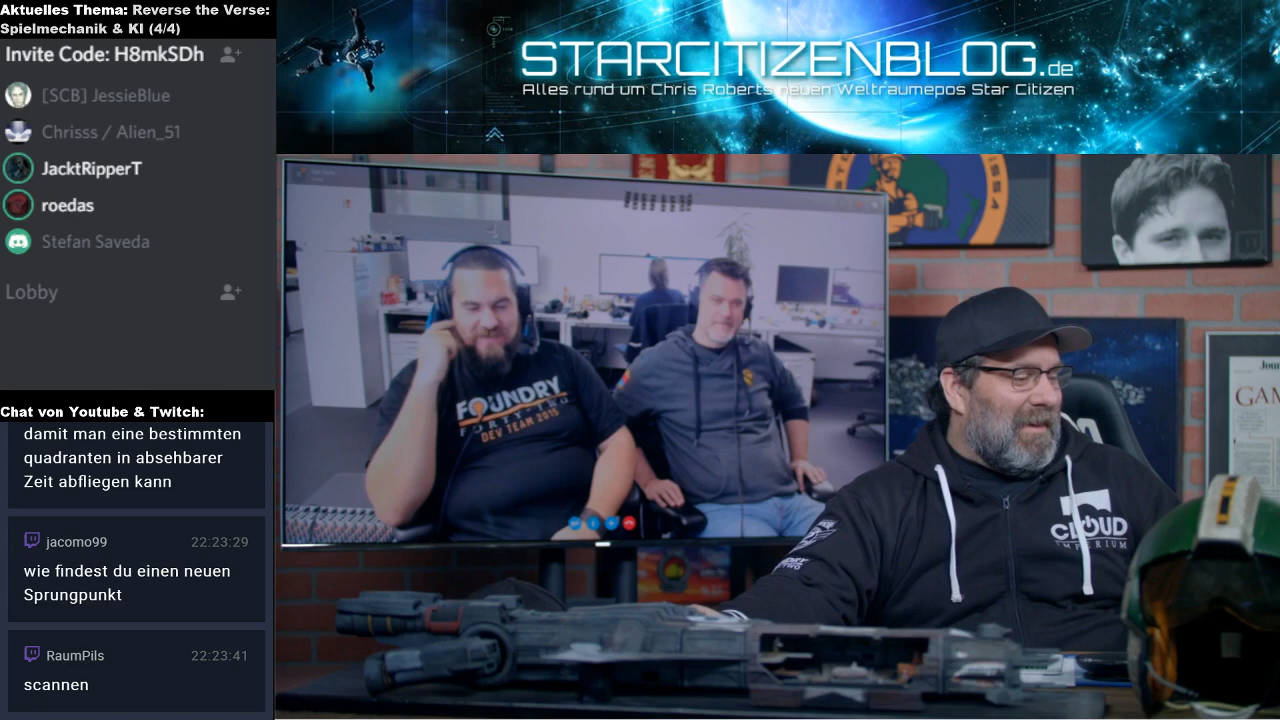 Aktuelles Thema: Reverse the Verse:
Spielmechanik & KI (4/4)
Invite Code: H8mkSDh
[SCB] JessieBlue
Chrisss / Alien_51
JacktRipperT
roedas
Stefan Saveda
Lobby
Chat von Youtube & Twitch:
damit man eine bestimmten
quadranten in absehbarer
Zeit abfliegen kann
jacomo99 22:23:29
wie findest du einen neuen
Sprungpunkt
RaumPils 22:23:41
scannen
STARCITIZENBLOG.de
Alles rund um Chris Roberts neuen Weltraumepos Star Citizen
FOUNDRY
FORTY-TWO
DEV TEAM 2015
CLOUD
IMPERIUM
GAM